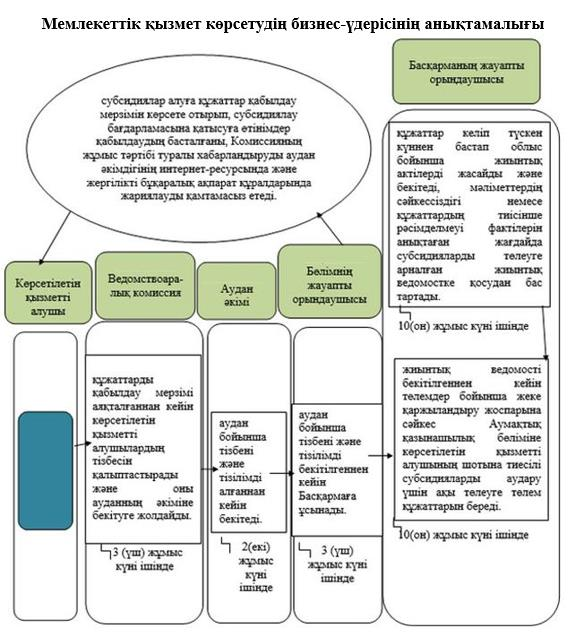 Мемлекеттік қызмет көрсетудің бизнес-үдерісінің анықтамалығы
субсидиялар алуға құжаттар қабылдау
мерзімін көрсете отырып, субсидиялау
бағдарламасына қатысуға өтінімдер
қабылдаудың басталғаны, Комиссияның
жұмыс тәртібі туралы хабарландыруды аудан
әкімдігінің интернет-ресурсында және
жергілікті бұқаралық ақпарат құралдарында
жариялауды қамтамасыз етеді.
Басқарманың жауапты
орындаушысы
Көрсетілетін
қызметті
алушы
Ведомствоара-
лық комиссия
Аудан
әкімі
Бөлімнің
жауапты
орындаушысы
құжаттар келіп түскен
күннен бастап облыс
бойынша жиынтық
актілерді жасайды және
бекітеді, мәліметтердің
сәйкессіздігі немесе
құжаттардың тиісінше
рәсімделмеуі фактілерін
анықтаған жағдайда
субсидияларды төлеуге
арналған жиынтық
ведомостке қосудан бас
тартады.
10(он) жұмыс күні ішінде
құжаттарды
қабылдау мерзімі
аяқталғаннан кейін
көрсетілетін
қызметті
алушылардың
тізбесін
қалыптастырады
және оны
ауданның әкіміне
бекітуге жолдайды.
3 (үш) жұмыс
күні ішінде
аудан
бойынша
тізбені
және
тізілімді
алғаннан
кейін
бекітеді.
2(екі)
жұмыс
күні
ішінде
аудан
бойынша
тізбені және
тізілімді
бекітілгеннен
кейін
Басқармаға
ұсынады.
3 (үш)
жұмыс күні
ішінде
жиынтық ведомості
бекітілгеннен кейін
төлемдер бойынша жеке
қаржыландыру жоспарына
сәйкес Аумақтық
қазынашылық бөліміне
көрсетілетін қызметті
алушының шотына тиесілі
субсидияларды аудару
үшін ақы төлеуге төлем
құжаттарын береді.
10(он) жұмыс күні ішінде